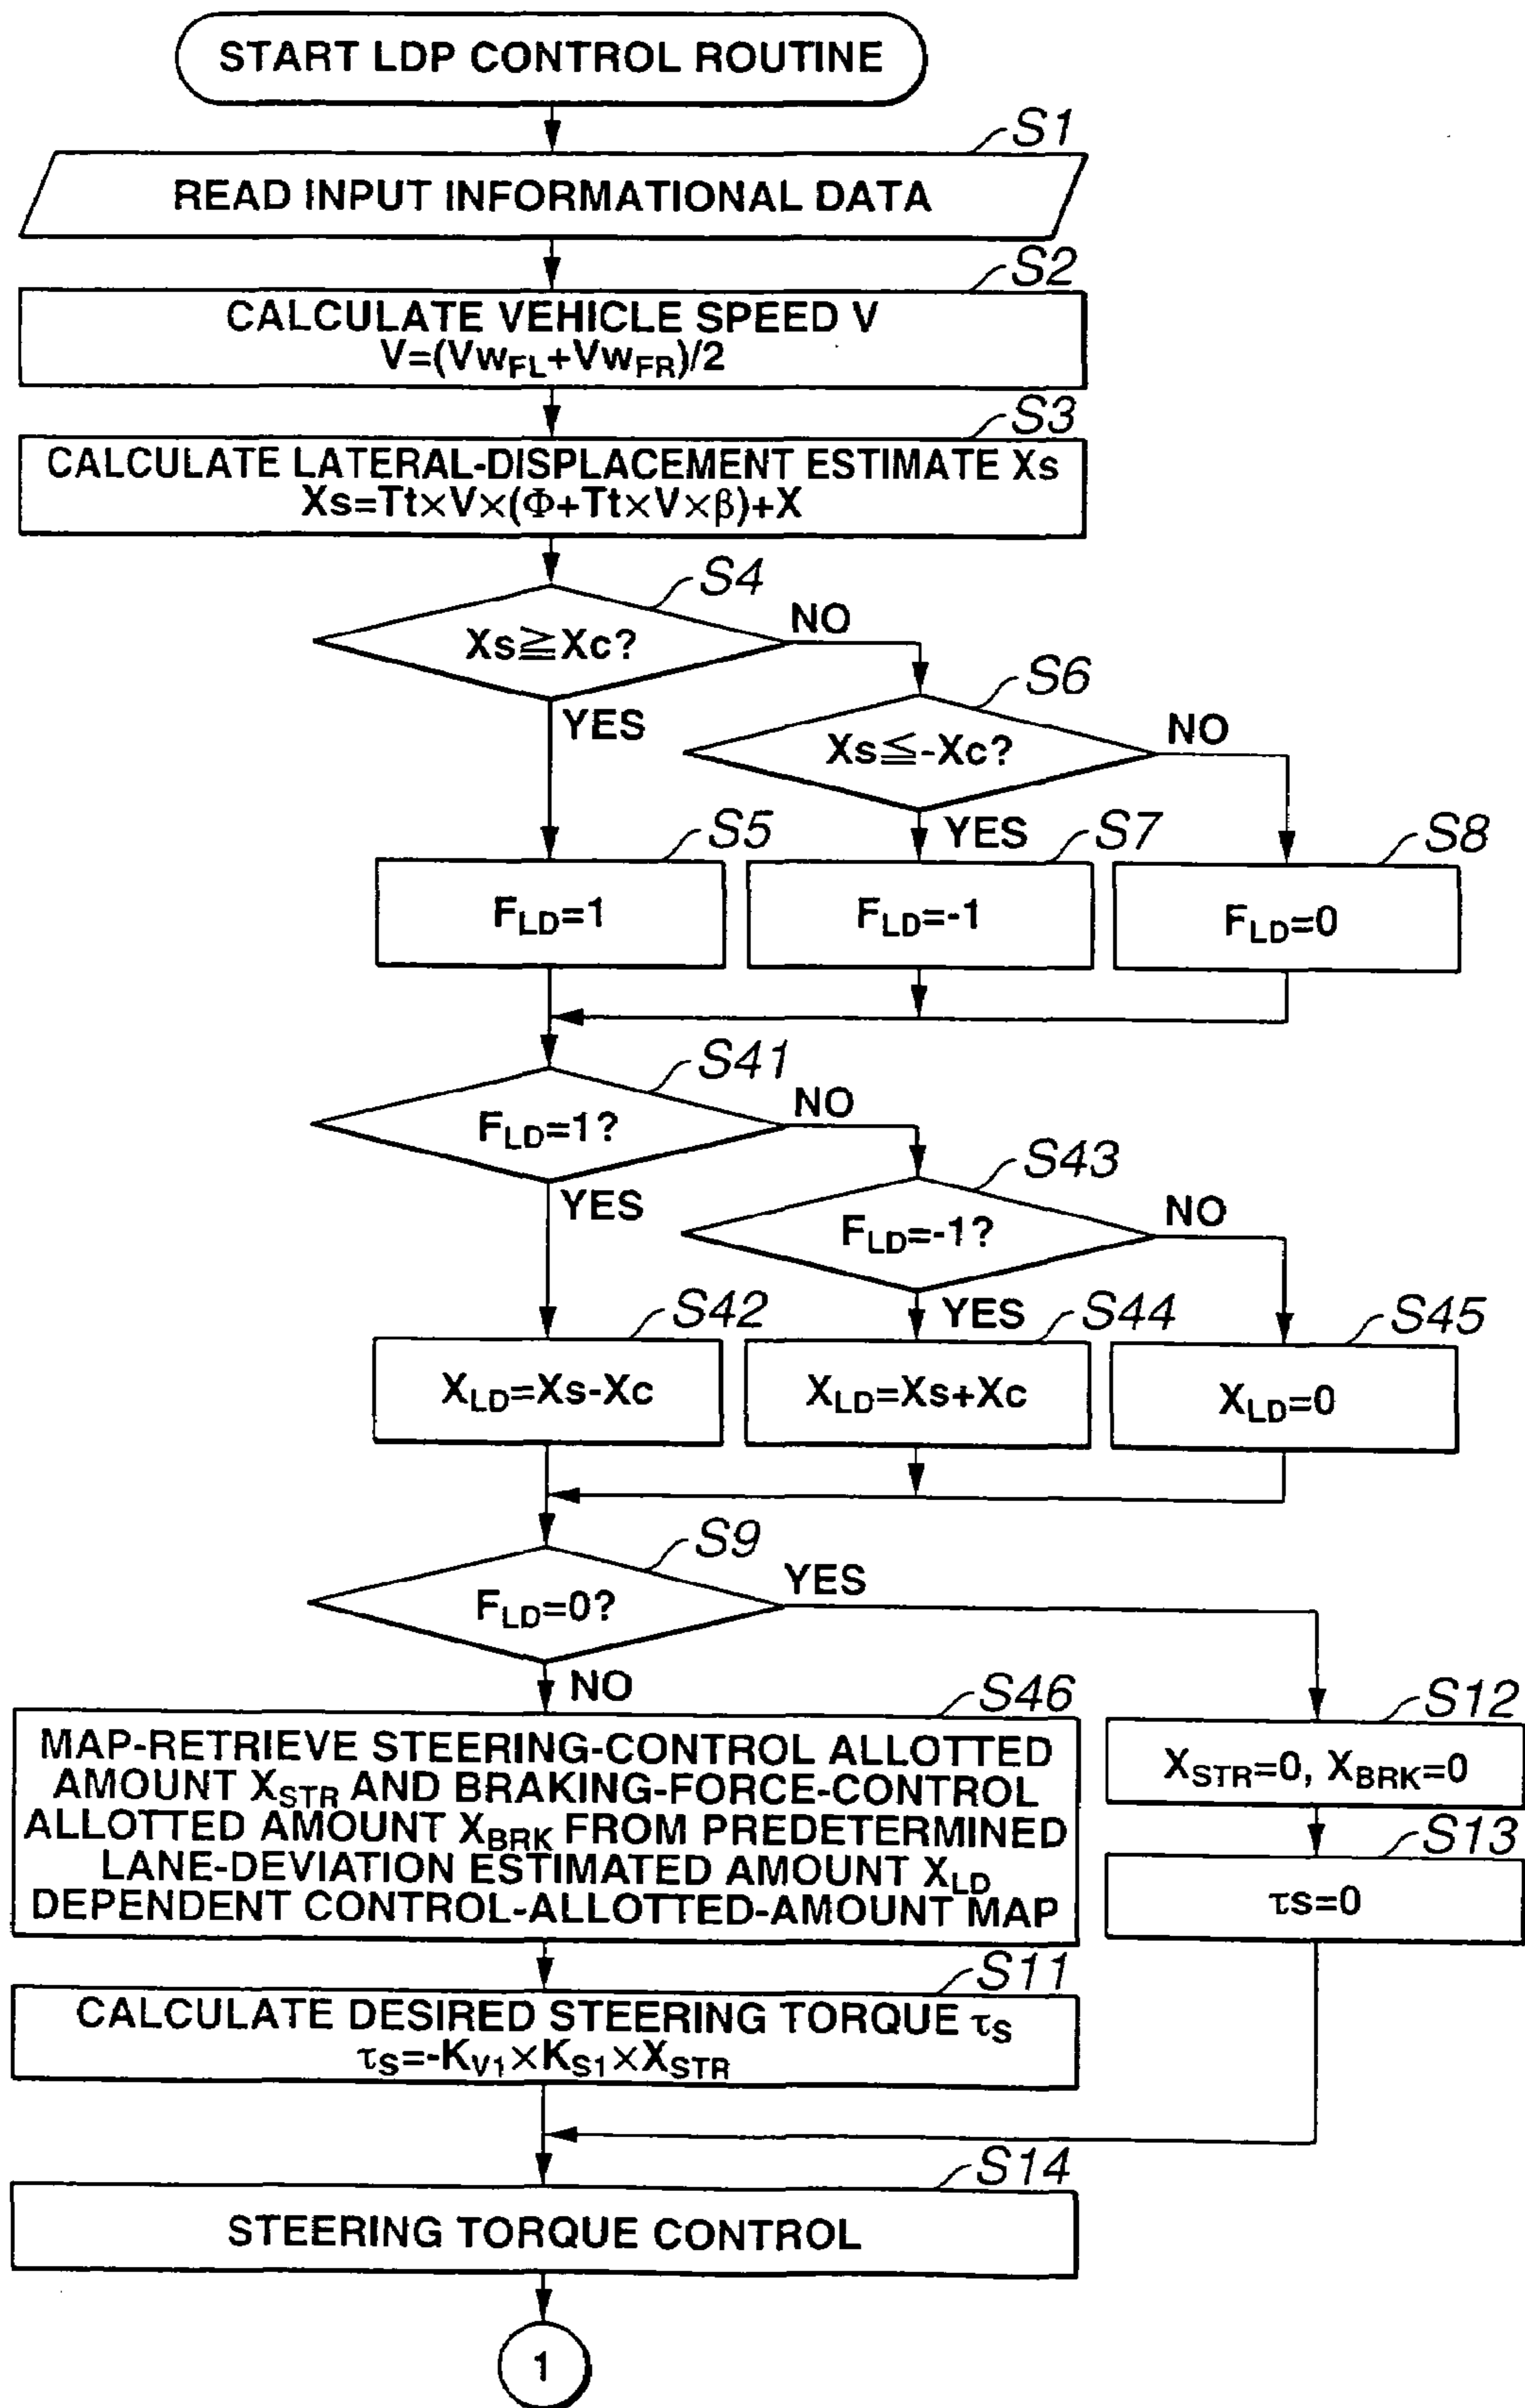 START LDP CONTROL ROUTINE
S1
READ INPUT INFORMATIONAL DATA
S2
CALCULATE VEHICLE SPEED V
V=(VwFL+VwFR)/2
S3
CALCULATE LATERAL-DISPLACEMENT ESTIMATE Xs
Xs=Tt×V×(Φ+Tt×V×β)+X
S4
Xs≧Xc?
NO
YES
S6
Xs≦-Xc?
NO
YES
S5
FLD=1
S7
FLD=-1
S8
FLD=0
S41
FLD=1?
NO
YES
S43
FLD=-1?
NO
YES
S42
XLD=Xs-Xc
S44
XLD=Xs+Xc
S45
XLD=0
S9
FLD=0?
YES
NO
S46
MAP-RETRIEVE STEERING-CONTROL ALLOTTED
AMOUNT XSTR AND BRAKING-FORCE-CONTROL
ALLOTTED AMOUNT XBRK FROM PREDETERMINED
LANE-DEVIATION ESTIMATED AMOUNT XLD
DEPENDENT CONTROL-ALLOTTED-AMOUNT MAP
S12
XSTR=0, XBRK=0
S13
τs=0
S11
CALCULATE DESIRED STEERING TORQUE τS
τS=-KV1×KS1×XSTR
S14
STEERING TORQUE CONTROL
1